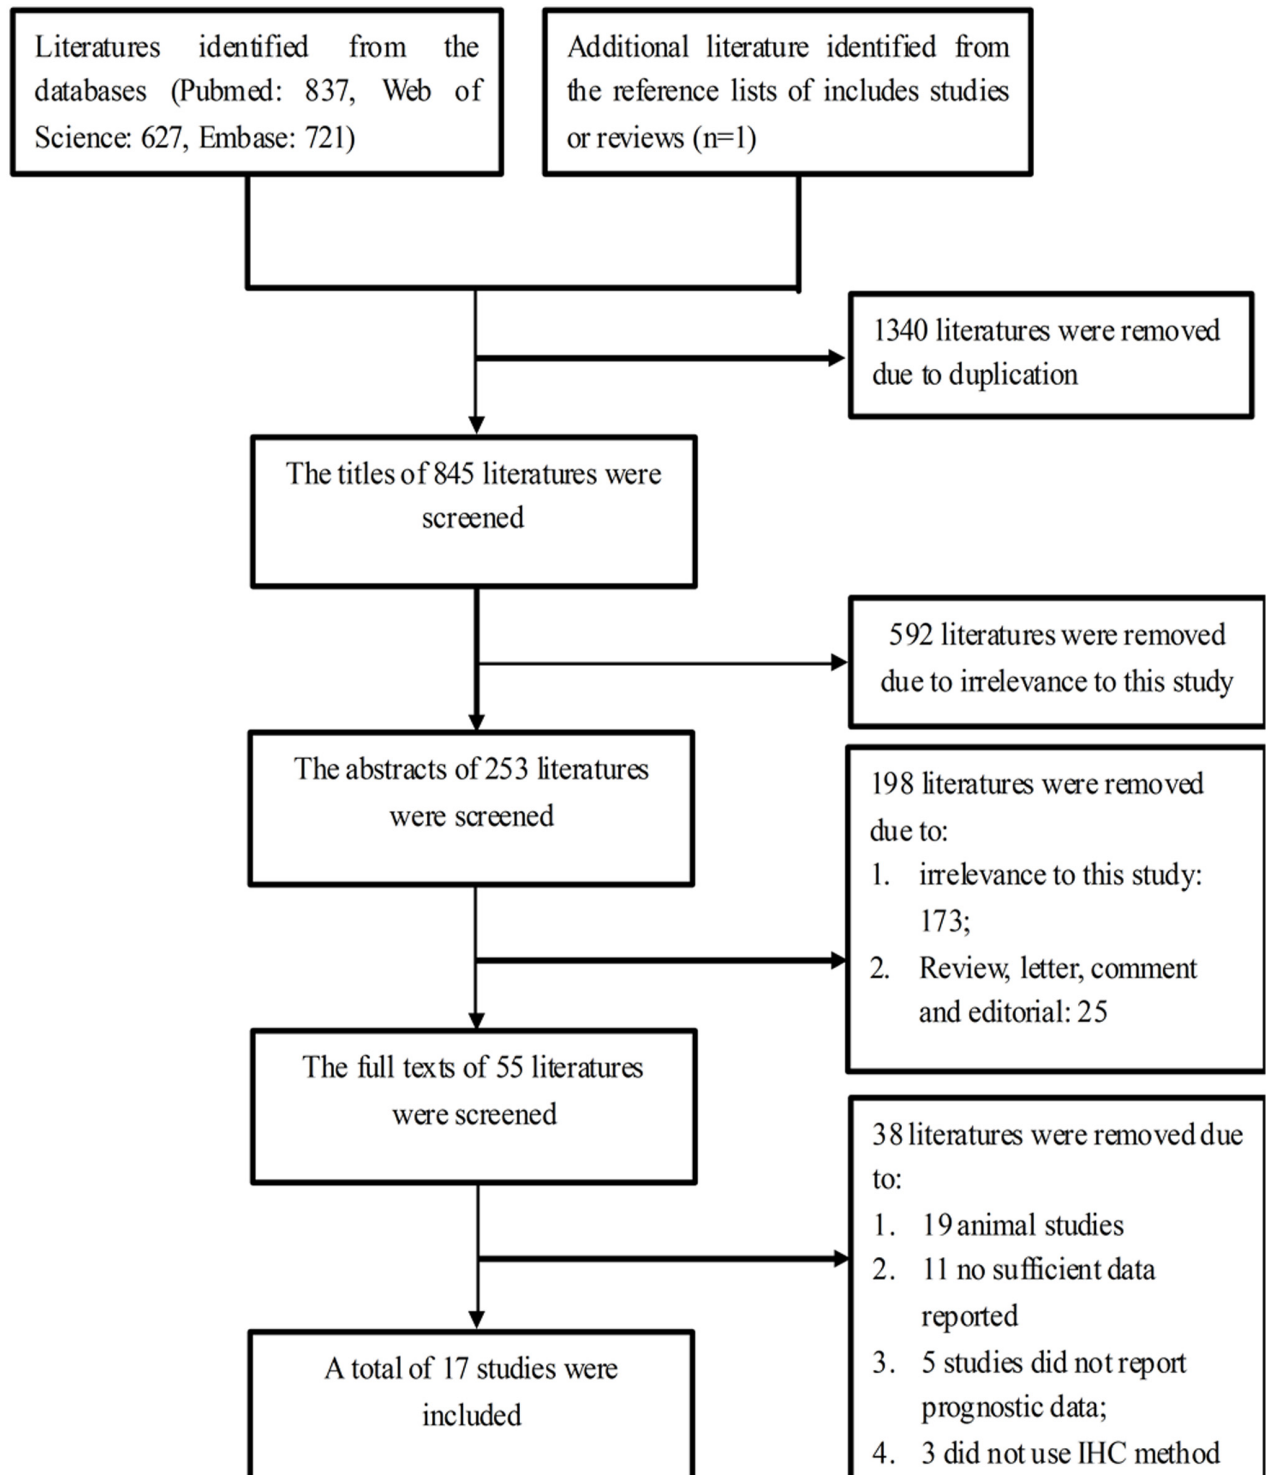 Literatures identified from the
databases (Pubmed: 837, Web of
Science: 627, Embase: 721)
Additional literature identified from
the reference lists of includes studies
or reviews (n=1)
1340 literatures were removed
due to duplication
The titles of 845 literatures were
screened
592 literatures were removed
due to irrelevance to this study
The abstracts of 253 literatures
were screened
198 literatures were removed
due to:
1. irrelevance to this study:
173;
2. Review, letter, comment
and editorial: 25
The full texts of 55 literatures
were screened
38 literatures were removed due
to:
1. 19 animal studies
2. 11 no sufficient data
reported
3. 5 studies did not report
prognostic data;
4. 3 did not use IHC method
A total of 17 studies were
included